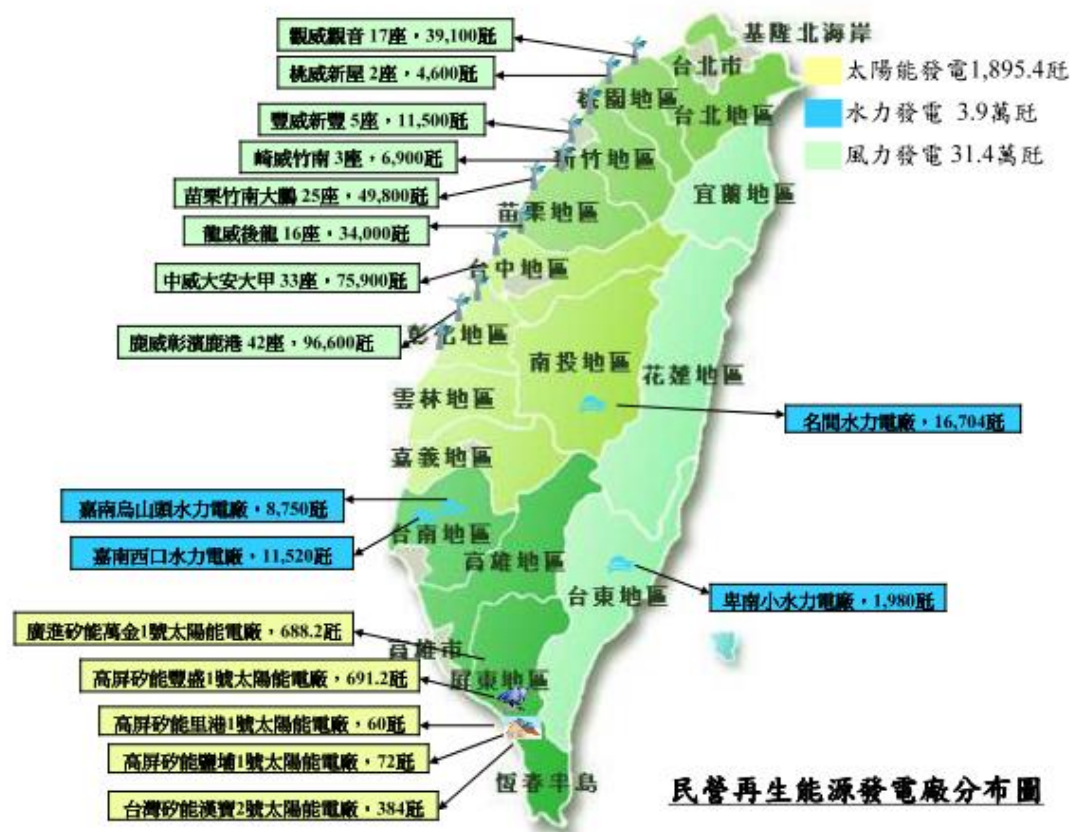 觀威觀音 17座，39,100瓩
桃威新屋 2座，4,600瓩
豐威新豐 5座，11,500瓩
崎威竹南 3座，6,900瓩
苗栗竹南大鵬 25座，49,800瓩
龍威後龍 16座，34,000瓩
中威大安大甲 33座，75,900瓩
鹿威彰濱鹿港 42座，96,600瓩
基隆北海岸
台北市
桃園地區
台北地區
新竹地區
宜蘭地區
苗栗地區
台中地區
彰化地區
南投地區
花蓮地區
雲林地區
嘉義地區
台南地區
高雄地區
台東地區
高雄市
屏東地區
恆春半島
太陽能發電1,895.4瓩
水力發電 3.9萬瓩
風力發電 31.4萬瓩
名間水力電廠，16,704瓩
嘉南烏山頭水力電廠，8,750瓩
嘉南西口水力電廠，11,520瓩
卑南小水力電廠，1,980瓩
廣進矽能萬金1號太陽能電廠，688.2瓩
高屏矽能豐盛1號太陽能電廠，691.2瓩
高屏矽能里港1號太陽能電廠，60瓩
高屏矽能鹽埔1號太陽能電廠，72瓩
台灣矽能漢寶2號太陽能電廠，384瓩
民營再生能源發電廠分布圖